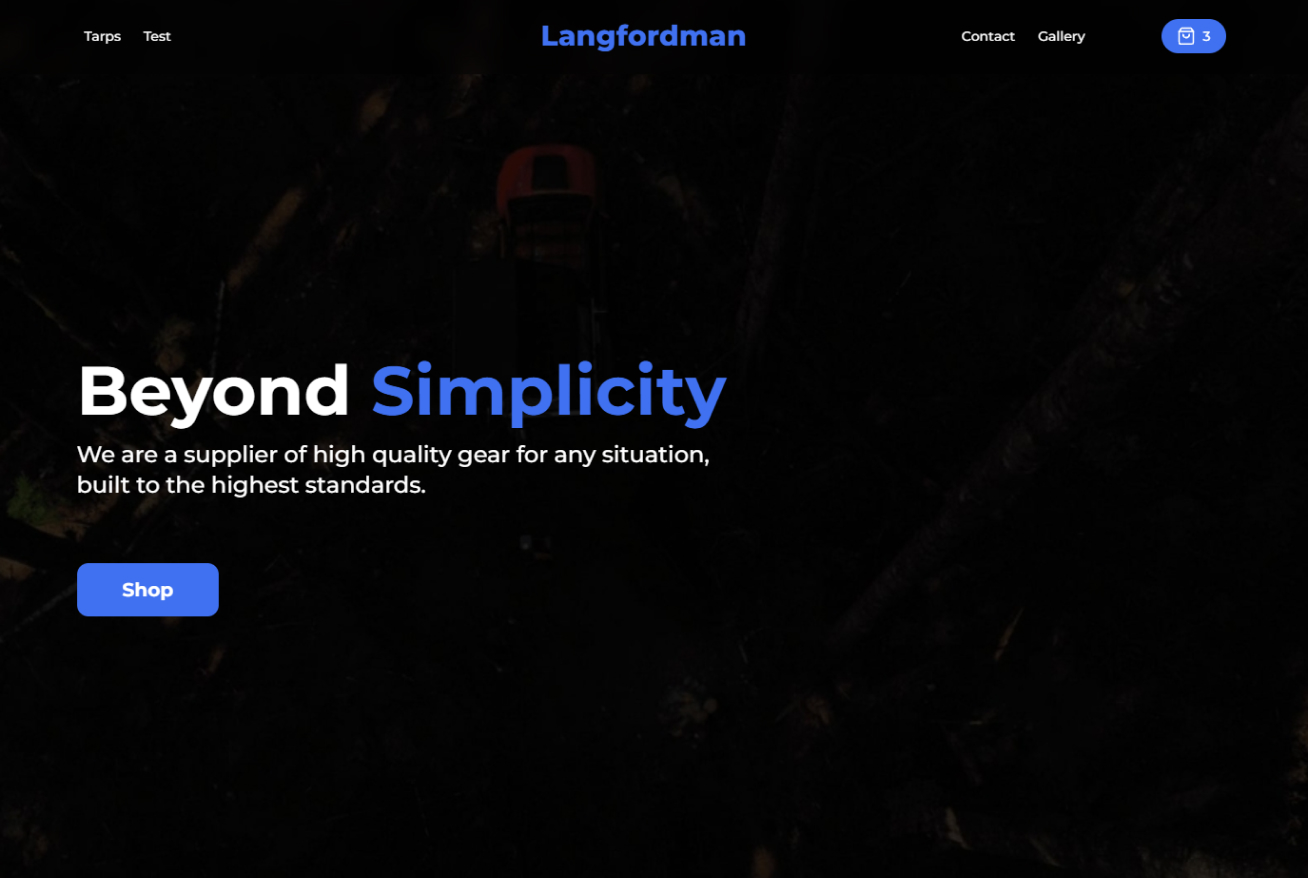 Tarps Test Langfordman Contact Gallery 3
Beyond Simplicity
We are a supplier of high quality gear for any situation,
built to the highest standards.
Shop